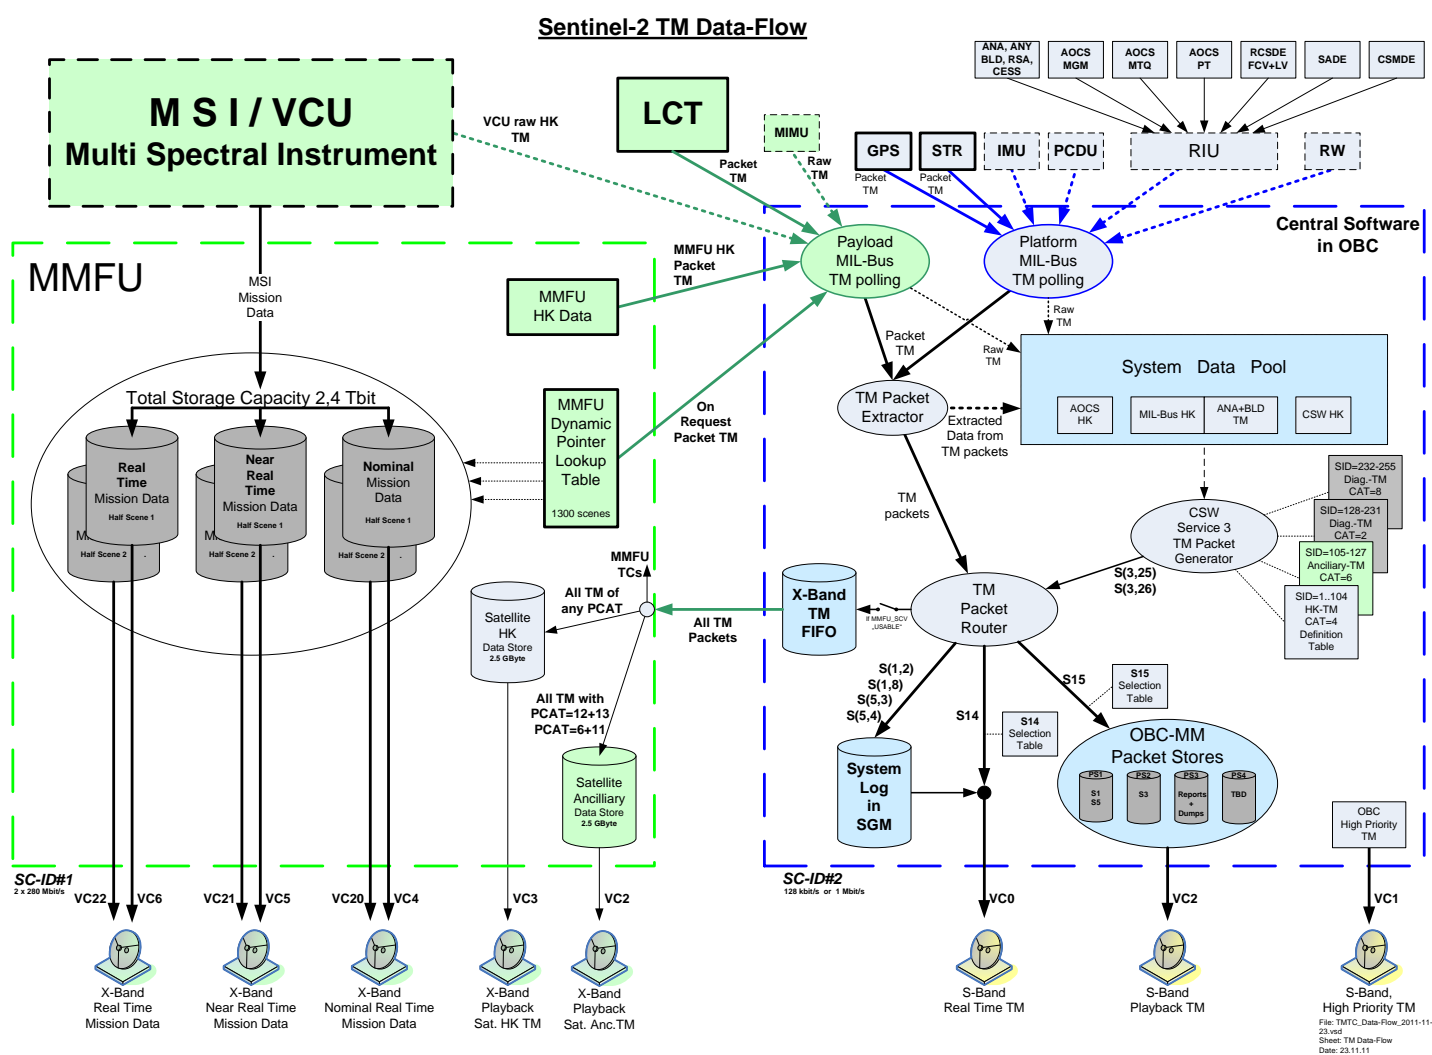 Sentinel-2 TM Data-Flow
M S I / VCU
Multi Spectral Instrument
VCU raw HK
TM
LCT
Packet
TM
MIMU
Raw
TM
GPS
Packet
TM
STR
Packet
TM
IMU
PCDU
ANA, ANY
BLD, RSA,
CESS
AOCS
MGM
AOCS
MTQ
AOCS
PT
RCSDE
FCV+LV
SADE
CSMDE
RIU
RW
Central Software
in OBC
Payload
MIL-Bus
TM polling
Platform
MIL-Bus
TM polling
MMFU
MSI
Mission
Data
MMFU HK
Packet
TM
MMFU
HK Data
Packet
TM
Raw
TM
Raw
TM
System Data Pool
AOCS
HK
MIL-Bus HK
ANA+BLD
TM
CSW HK
TM Packet
Extractor
Extracted
Data from
TM packets
On
Request
Packet TM
Total Storage Capacity 2,4 Tbit
Real
Time
Mission Data
Half Scene 1
M
Half Scene 2
Near
Real
Time
Mission Data
Half Scene 1
M
Half Scene 2 .
Nominal
Mission
Data
Half Scene 1
Half Scene 2 .
MMFU
Dynamic
Pointer
Lookup
Table
1300 scenes
TM
packets
SID=232-255
Diag.-TM
CAT=8
SID=128-231
Diag.-TM
CAT=2
SID=105-127
Anciliary-TM
CAT=6
SID=1..104
HK-TM
CAT=4
Definition
Table
CSW
Service 3
TM Packet
Generator
S(3,25)
S(3,26)
MMFU
TCs
All TM of
any PCAT
Satellite
HK
Data Store
2.5 GByte
All TM
Packets
X-Band
TM
FIFO
If MMFU_SCV
„USABLE"
TM
Packet
Router
All TM with
PCAT=12+13
PCAT=6+11
Satellite
Ancilliary
Data Store
2.5 GByte
S(1,2)
S(1,8)
S(5,3)
S(5,4)
S14
S14
Selection
Table
S15
S15
Selection
Table
System
Log
in
SGM
OBC-MM
Packet Stores
PS1
S1
S5
PS2
S3
PS3
Reports
+
Dumps
PS4
TBD
OBC
High Priority
TM
SC-ID#1
2 x 280 Mbit/s
SC-ID#2
128 kbit/s or 1 Mbit/s
VC22
VC6
VC21
VC5
VC20
VC4
VC3
VC2
VC0
VC2
VC1
X-Band
Real Time
Mission Data
X-Band
Near Real Time
Mission Data
X-Band
Nominal Real Time
Mission Data
X-Band
Playback
Sat. HK TM
X-Band
Playback
Sat. Anc.TM
S-Band
Real Time TM
S-Band
Playback TM
S-Band,
High Priority TM
File: TMTC_Data-Flow_2011-11-
23.vsd
Sheet: TM Data-Flow
Date: 23.11.11